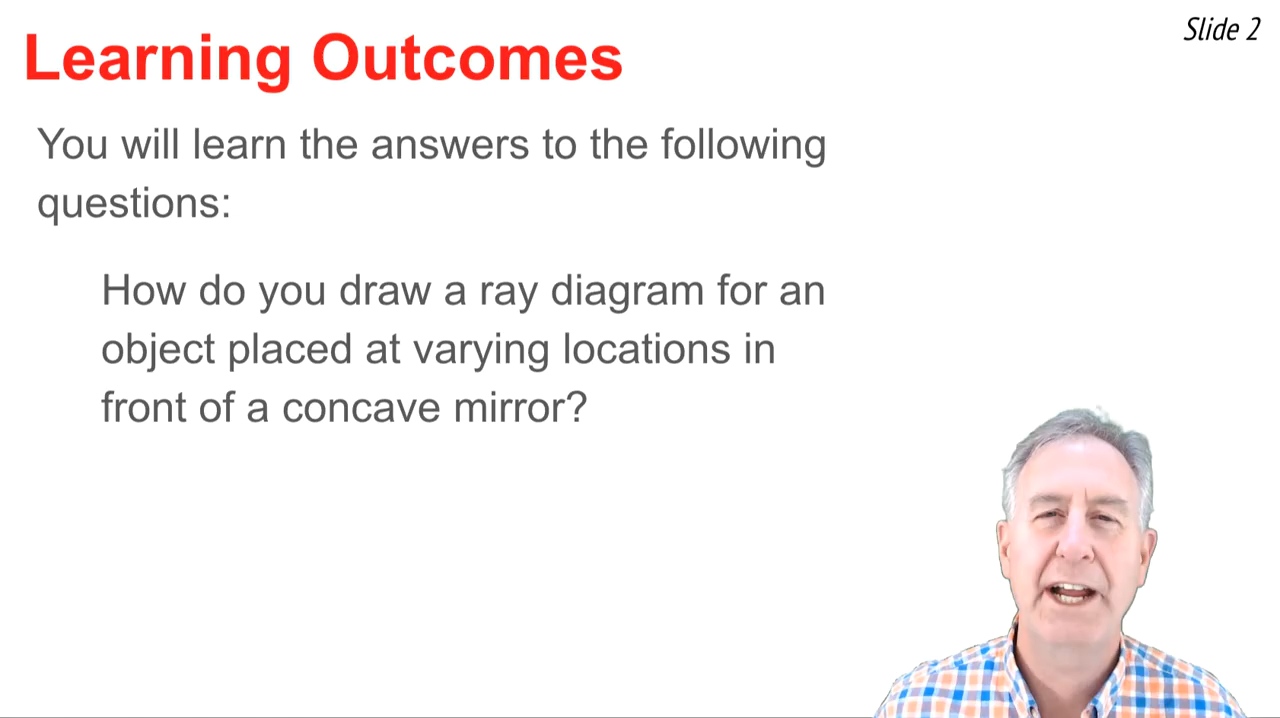 Slide 2
Learning Outcomes
You will learn the answers to the following
questions:
How do you draw a ray diagram for an
object placed at varying locations in
front of a concave mirror?